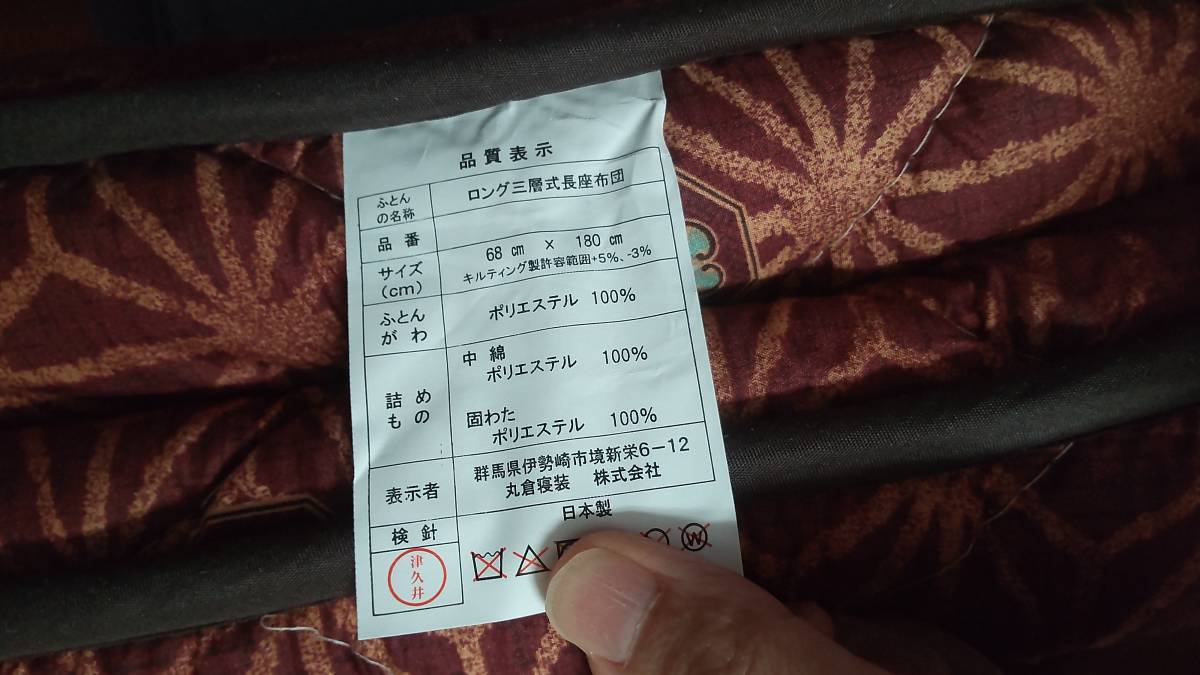 品質表示
ふとんの名称 ロング三層式長座布団
品番
サイズ(cm) 68㎝ × 180㎝
キルティング製許容範囲+5%、-3%
ふとんがわ ポリエステル 100%
詰めもの 中綿
ポリエステル 100%
固わた
ポリエステル 100%
表示者 群馬県伊勢崎市境新栄6-12
丸倉寝装 株式会社
検針 日本製
津久井
W